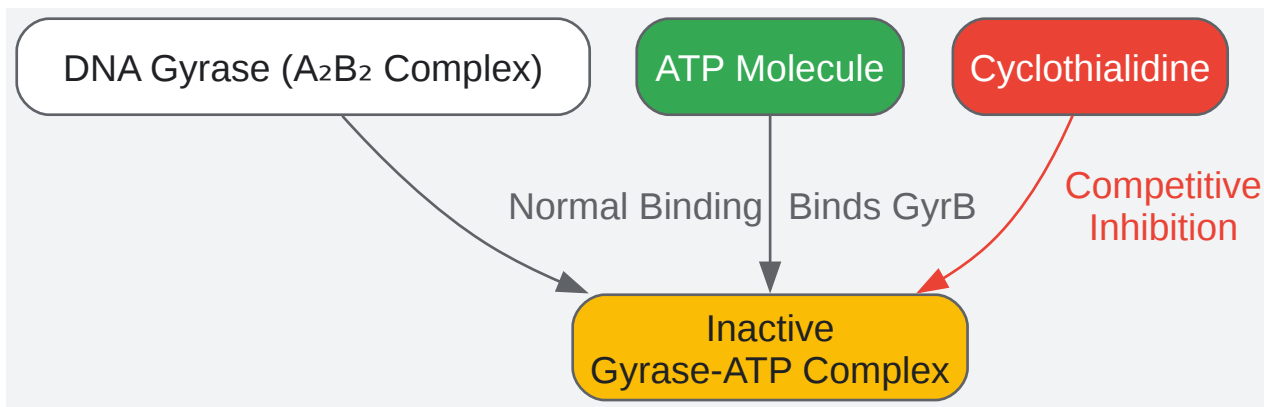 DNA Gyrase (A₂B₂ Complex)
ATP Molecule
Cyclothialidine
Normal Binding
Binds GyrB
Competitive
Inhibition
Inactive
Gyrase-ATP Complex